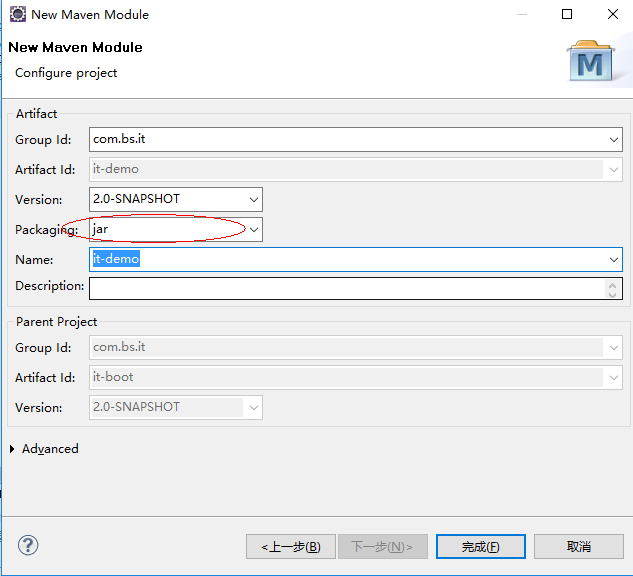 New Maven Module
New Maven Module
Configure project
M
Artifact
Group Id: com.bs.it
Artifact Id: it-demo
Version: 2.0-SNAPSHOT
Packaging: jar
Name: it-demo
Description:
Parent Project
Group Id: com.bs.it
Artifact Id: it-boot
Version: 2.0-SNAPSHOT
Advanced
? <上一步(B) 下一步(N)> 完成(F) 取消